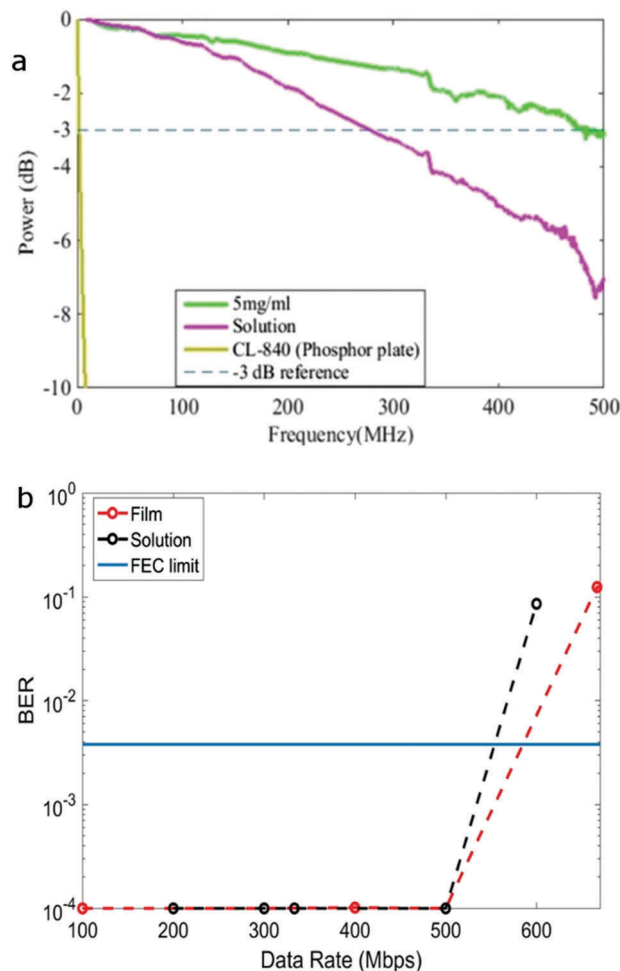 a
0
-2
-3
-4
-6
-8
-10
Power (dB)
5mg/ml
Solution
CL-840 (Phosphor plate)
-3 dB reference
0 100 200 300 400 500
Frequency(MHz)
b
10^0
10^-1
10^-2
10^-3
10^-4
BER
Film
Solution
FEC limit
100 200 300 400 500 600
Data Rate (Mbps)